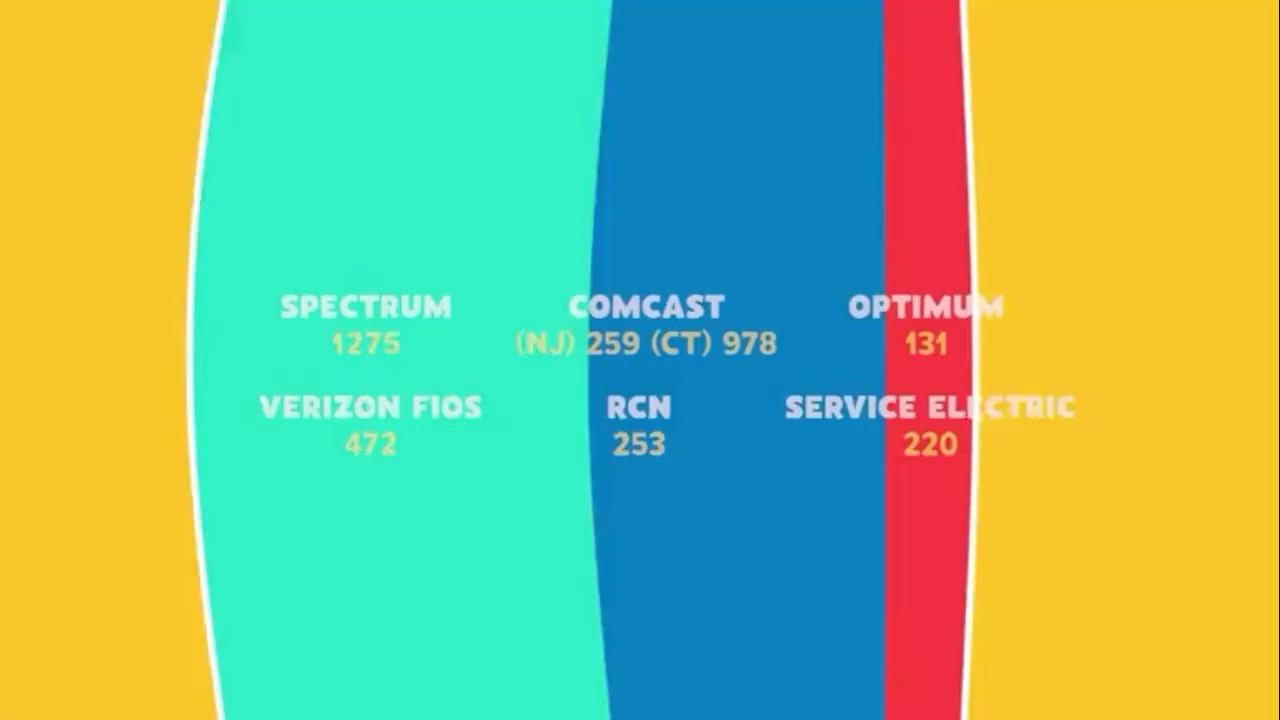 SPECTRUM COMCAST OPTIMUM
1275 (NJ) 259 (CT) 978 131
VERIZON FIOS RCN SERVICE ELECTRIC
472 253 220